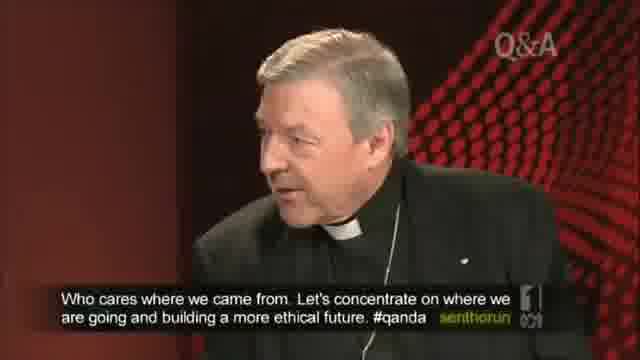 Q&A
Who cares where we came from. Let's concentrate on where we
are going and building a more ethical future. #qanda senthorun
1